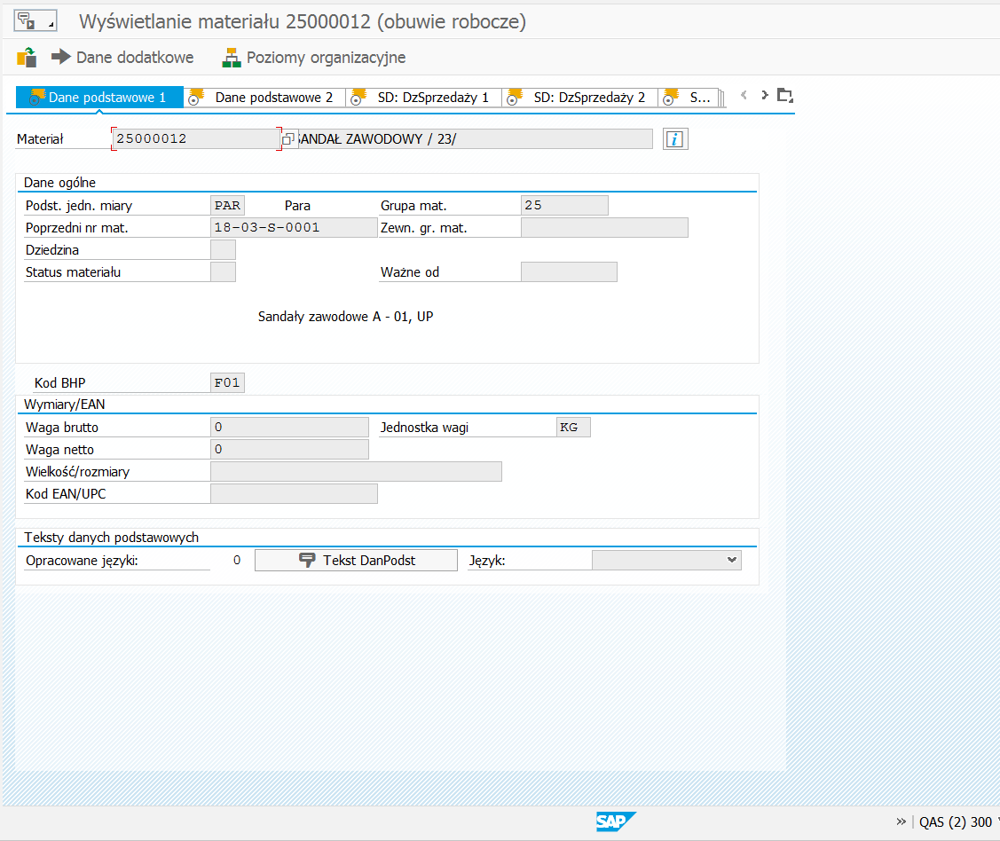 Wyświetlanie materiału 25000012 (obuwie robocze)
Dane dodatkowe Poziomy organizacyjne
Dane podstawowe 1 Dane podstawowe 2 SD: DzSprzedaży 1 SD: DzSprzedaży 2 S...
Materiał 25000012 SANDAŁ ZAWODOWY / 23/ i
Dane ogólne
Podst. jedn. miary PAR Para Grupa mat. 25
Poprzedni nr mat. 18-03-S-0001 Zewn. gr. mat.
Dziedzina
Status materiału Ważne od
Sandały zawodowe A - 01, UP
Kod BHP F01
Wymiary/EAN
Waga brutto 0 Jednostka wagi KG
Waga netto 0
Wielkość/rozmiary
Kod EAN/UPC
Teksty danych podstawowych
Opracowane języki: 0 Tekst DanPodst Język:
SAP » QAS (2) 300